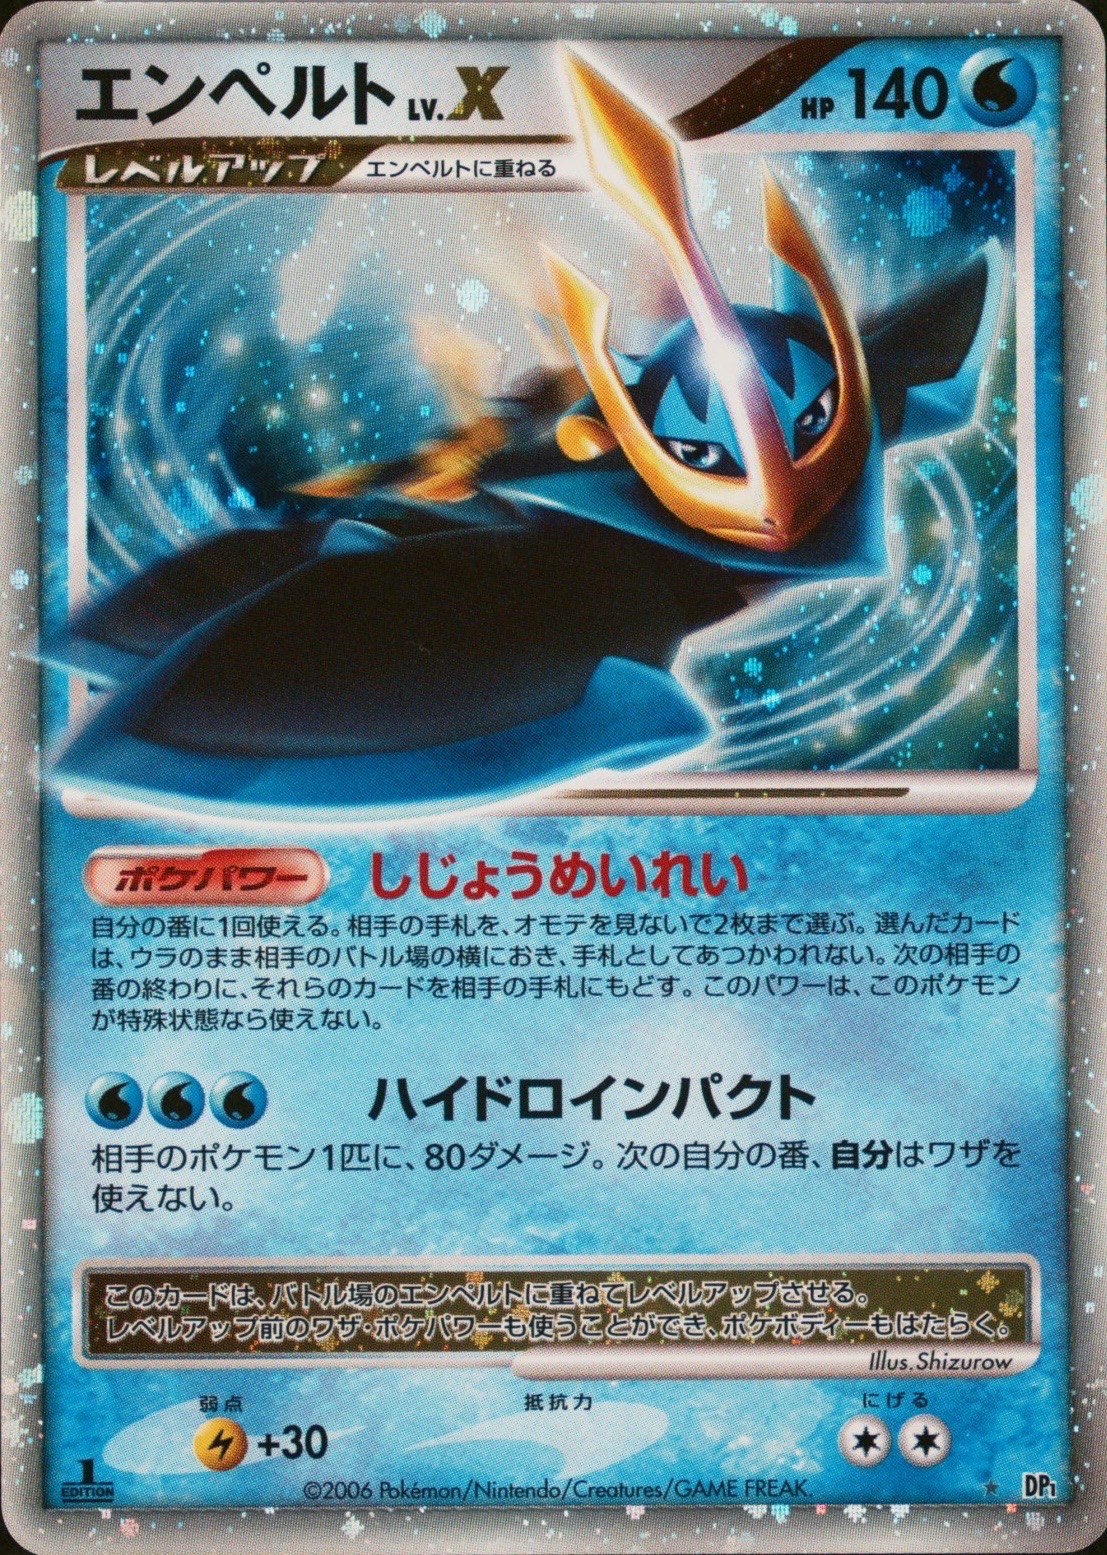 エンペルト LV.X HP 140
レベルアップ エンペルトに重ねる
ポケパワー しじょうめいれい
自分の番に1回使える。相手の手札を、オモテを見ないで2枚まで選ぶ。選んだカード
は、ウラのまま相手のバトル場の横におき、手札としてあつかわれない。次の相手の
番の終わりに、それらのカードを相手の手札にもどす。このパワーは、このポケモン
が特殊状態なら使えない。
ハイドロインパクト
相手のポケモン1匹に、80ダメージ。次の自分の番、自分はワザを
使えない。
このカードは、バトル場のエンペルトに重ねてレベルアップさせる。
レベルアップ前のワザ・ポケパワーも使うことができ、ポケボディーもはたらく。
Illus.Shizurow
弱点 抵抗力 にげる
+30
1 EDITION
©2006 Pokémon/Nintendo/Creatures/GAME FREAK.
★ DP1